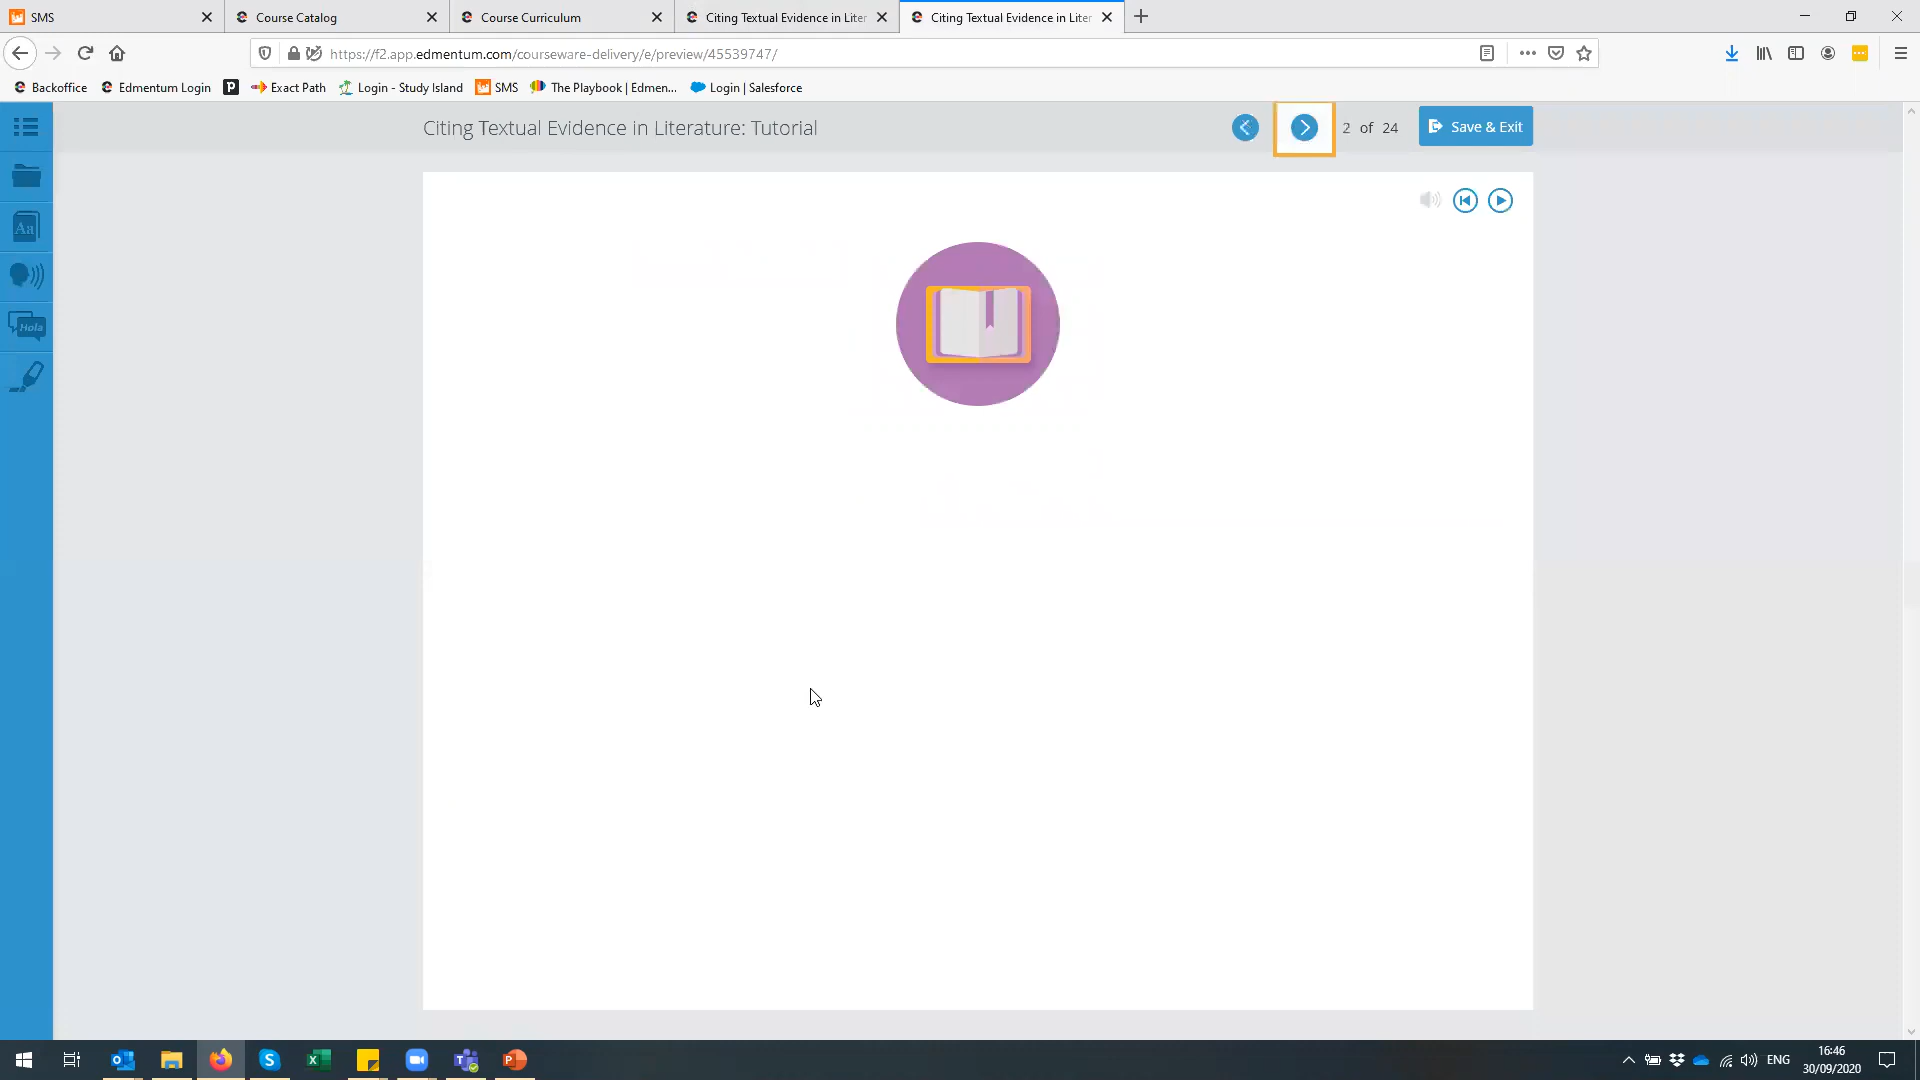 SMS
Course Catalog
Course Curriculum
Citing Textual Evidence in Liter
Citing Textual Evidence in Liter
https://f2.app.edmentum.com/courseware-delivery/e/preview/45539747/
Backoffice
Edmentum Login
Exact Path
Login - Study Island
SMS
The Playbook | Edmen...
Login | Salesforce
Citing Textual Evidence in Literature: Tutorial
2 of 24
Save & Exit
Aa
Hola
ENG
16:46
30/09/2020